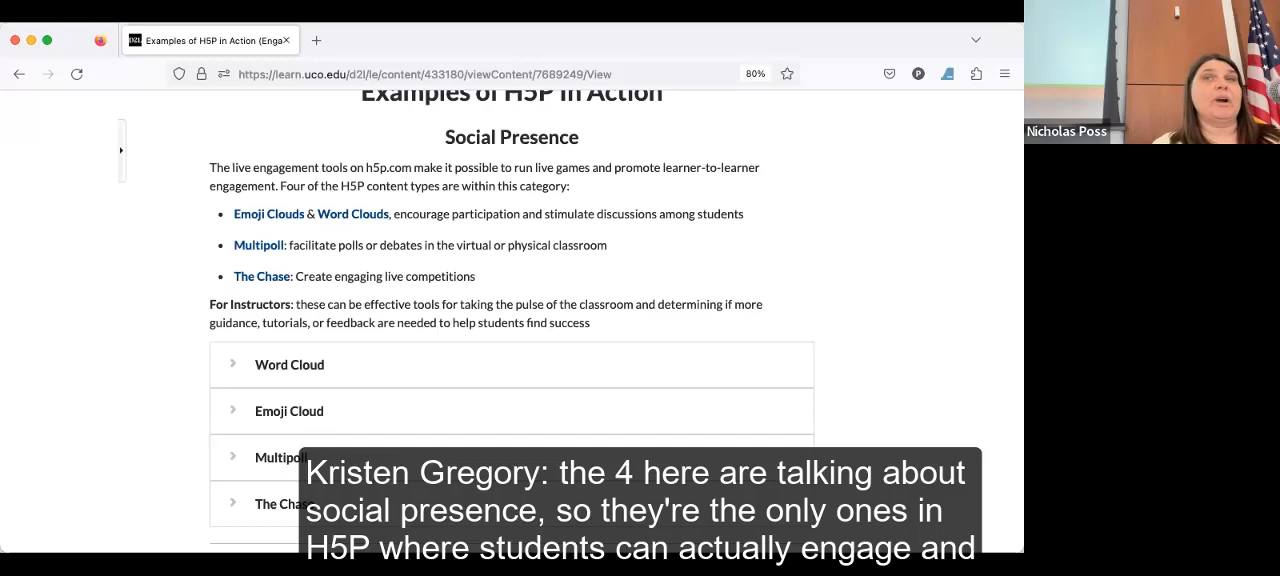 Examples of H5P in Action (Enga
https://learn.uco.edu/d2l/le/content/433180/viewContent/7689249/View
80%
Nicholas Poss
Examples of H5P in Action
Social Presence
The live engagement tools on h5p.com make it possible to run live games and promote learner-to-learner
engagement. Four of the H5P content types are within this category:
Emoji Clouds & Word Clouds, encourage participation and stimulate discussions among students
Multipoll: facilitate polls or debates in the virtual or physical classroom
The Chase: Create engaging live competitions
For Instructors: these can be effective tools for taking the pulse of the classroom and determining if more
guidance, tutorials, or feedback are needed to help students find success
Word Cloud
Emoji Cloud
Multipoll
The Chase
Kristen Gregory: the 4 here are talking about
social presence, so they're the only ones in
H5P where students can actually engage and